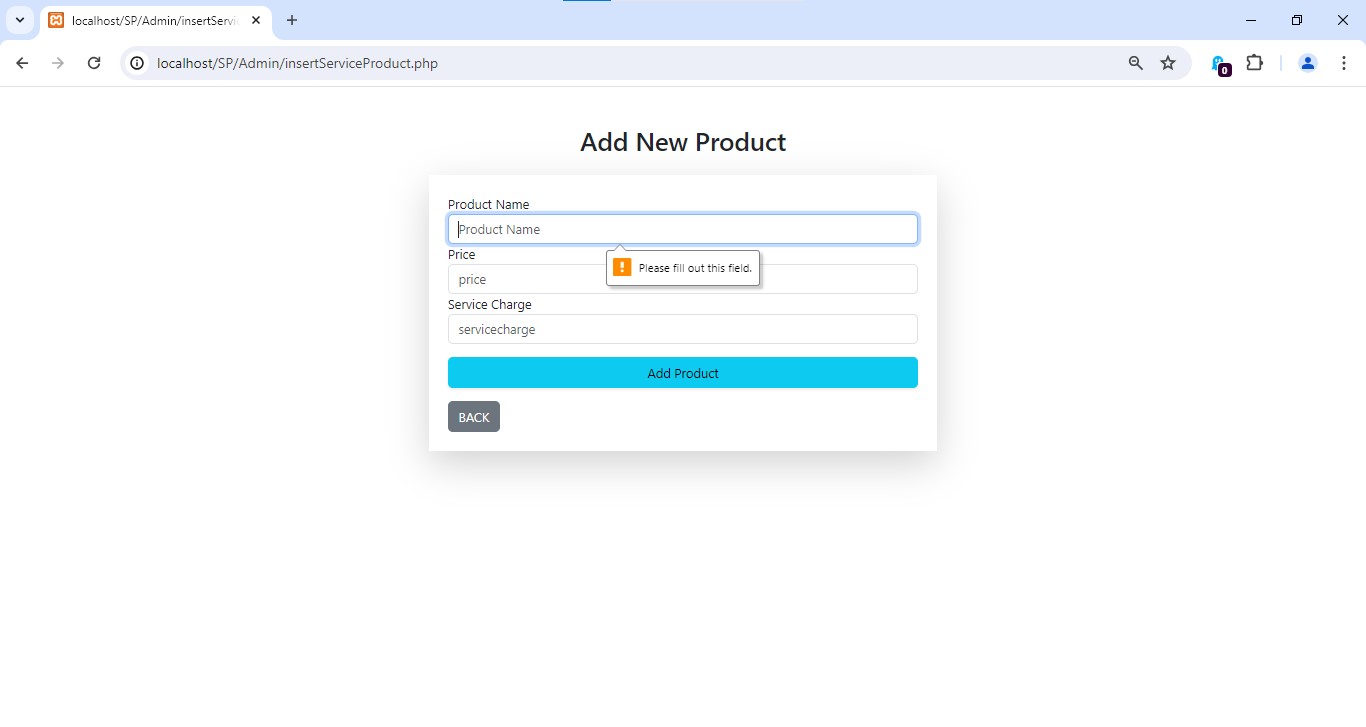 localhost/SP/Admin/insertServi
localhost/SP/Admin/insertServiceProduct.php
0
Add New Product
Product Name
Product Name
Price
Please fill out this field.
price
Service Charge
servicecharge
Add Product
BACK